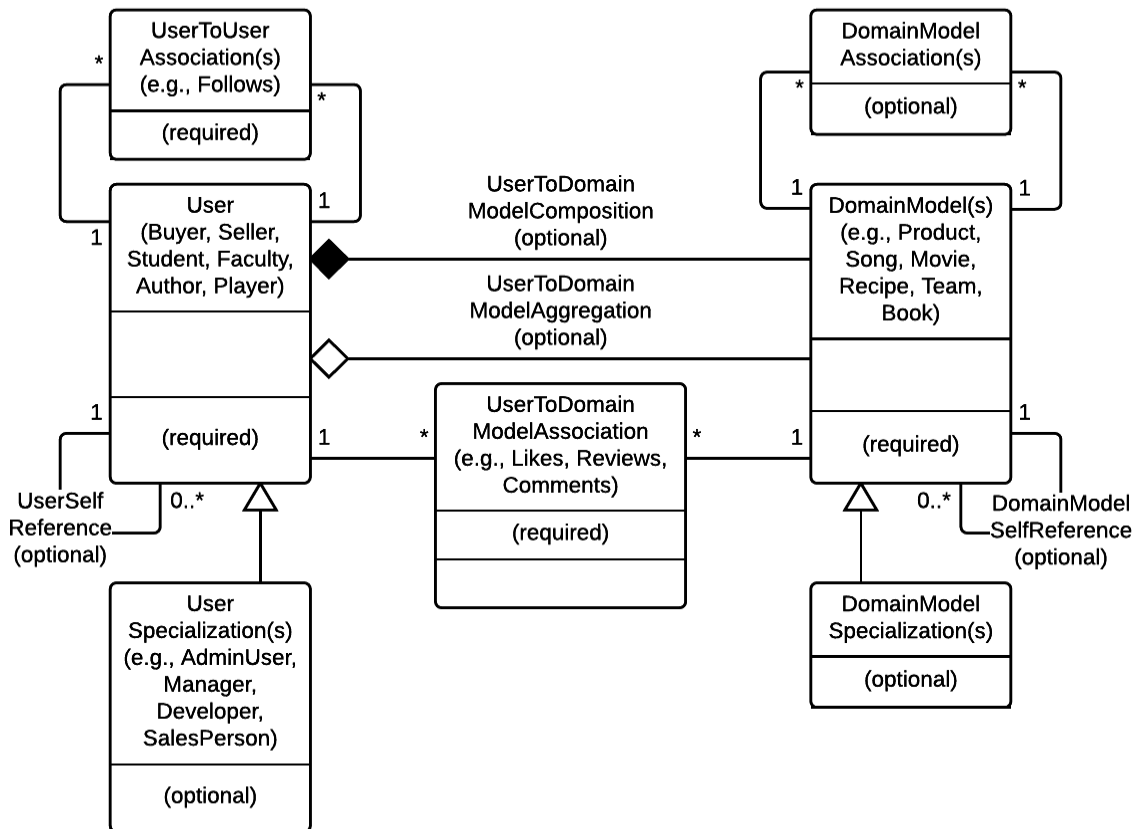 UserToUser
Association(s)
(e.g., Follows)
(required)
*
*
1
1
User
(Buyer, Seller,
Student, Faculty,
Author, Player)
(required)
1
0..*
UserSelf
Reference
(optional)
User
Specialization(s)
(e.g., AdminUser,
Manager,
Developer,
SalesPerson)
(optional)
UserToDomain
ModelComposition
(optional)
UserToDomain
ModelAggregation
(optional)
1
*
UserToDomain
ModelAssociation
(e.g., Likes, Reviews,
Comments)
(required)
*
1
DomainModel
Association(s)
(optional)
*
*
1
1
DomainModel(s)
(e.g., Product,
Song, Movie,
Recipe, Team,
Book)
(required)
1
0..*
DomainModel
SelfReference
(optional)
DomainModel
Specialization(s)
(optional)